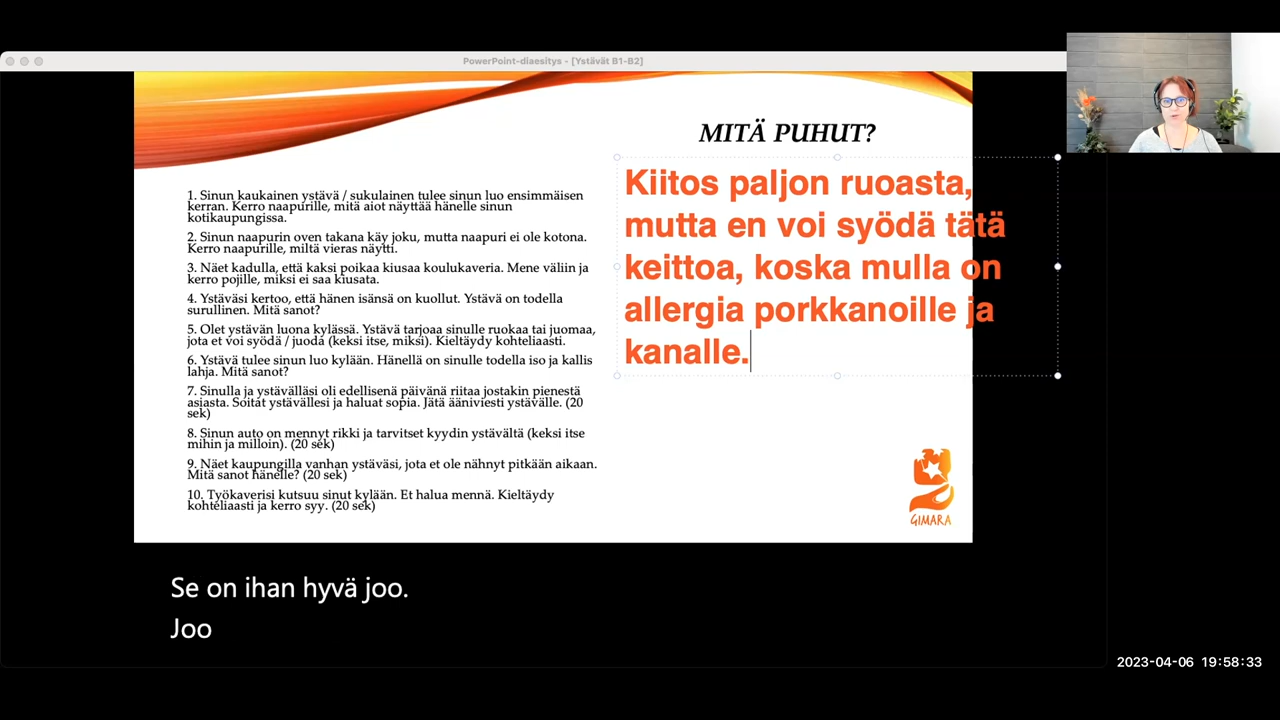 PowerPoint-diaesitys - [Ystävät B1-B2]
MITÄ PUHUT?
1. Sinun kaukainen ystävä / sukulainen tulee sinun luo ensimmäisen
kerran. Kerro naapurille, mitä aiot näyttää hänelle sinun
kotikaupungissa.
2. Sinun naapurin oven takana käy joku, mutta naapuri ei ole kotona.
Kerro naapurille, miltä vieras näytti.
3. Näet kadulla, että kaksi poikaa kiusaa koulukaveria. Mene väliin ja
kerro pojille, miksi ei saa kiusata.
4. Ystäväsi kertoo, että hänen isänsä on kuollut. Ystävä on todella
surullinen. Mitä sanot?
5. Olet ystävän luona kylässä. Ystävä tarjoaa sinulle ruokaa tai juomaa,
jota et voi syödä / juoda (keksi itse, miksi). Kieltäydy kohteliaasti.
6. Ystävä tulee sinun luo kylään. Hänellä on sinulle todella iso ja kallis
lahja. Mitä sanot?
7. Sinulla ja ystävälläsi oli edellisenä päivänä riitaa jostakin pienestä
asiasta. Soitat ystävällesi ja haluat sopia. Jätä ääniviesti ystävälle. (20
sek)
8. Sinun auto on mennyt rikki ja tarvitset kyydin ystävältä (keksi itse
mihin ja milloin). (20 sek)
9. Näet kaupungilla vanhan ystäväsi, jota et ole nähnyt pitkään aikaan.
Mitä sanot hänelle? (20 sek)
10. Työkaverisi kutsuu sinut kylään. Et halua mennä. Kieltäydy
kohteliaasti ja kerro syy. (20 sek)
Kiitos paljon ruoasta,
mutta en voi syödä tätä
keittoa, koska mulla on
allergia porkkanoille ja
kanalle.
GIMARA
Se on ihan hyvä joo.
Joo
2023-04-06 19:58:33